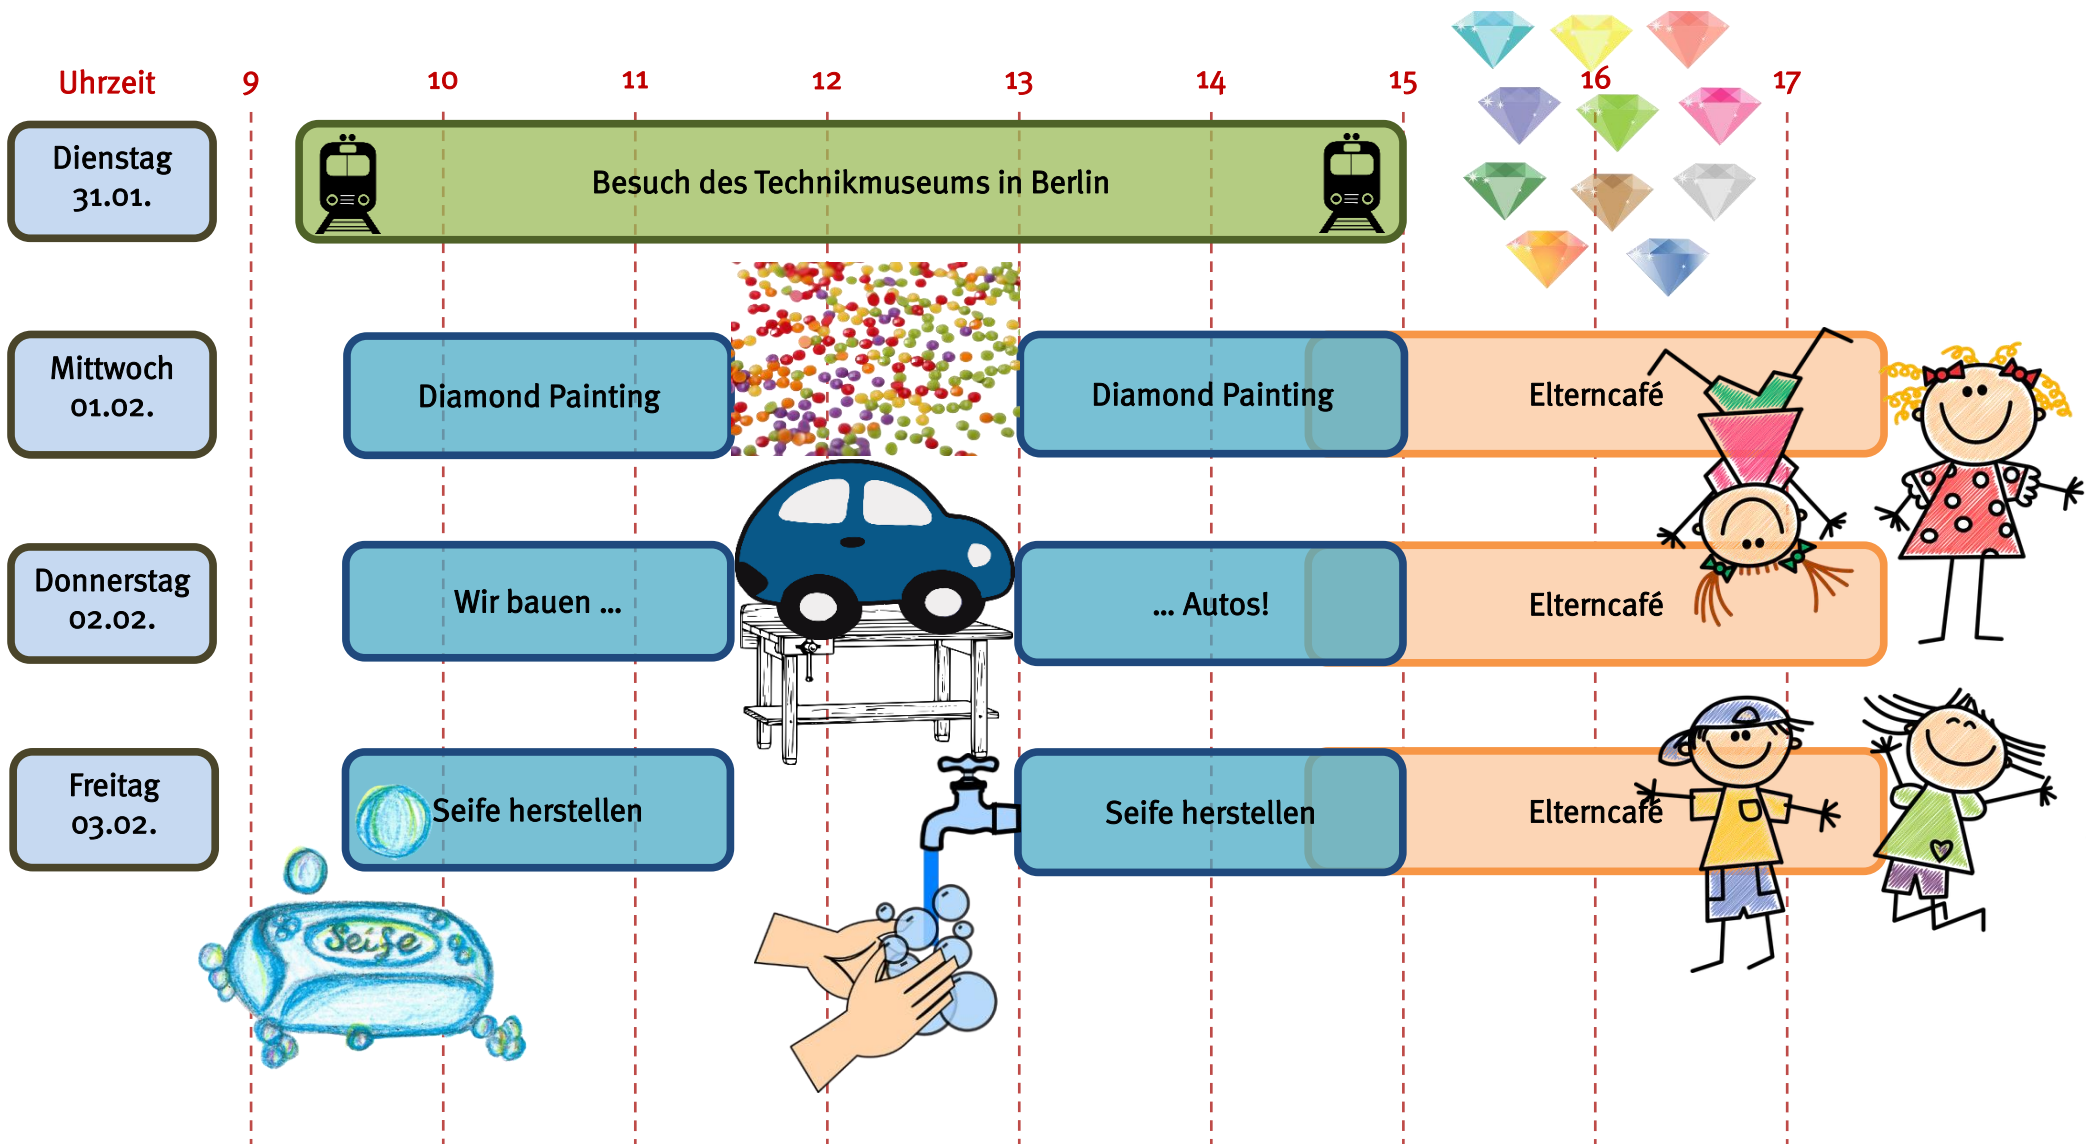 Uhrzeit 9 10 11 12 13 14 15 16 17
Dienstag
31.01.
Besuch des Technikmuseums in Berlin
Mittwoch
01.02.
Diamond Painting
Diamond Painting
Elterncafé
Donnerstag
02.02.
Wir bauen ...
... Autos!
Elterncafé
Freitag
03.02.
Seife herstellen
Seife herstellen
Elterncafé
Seife